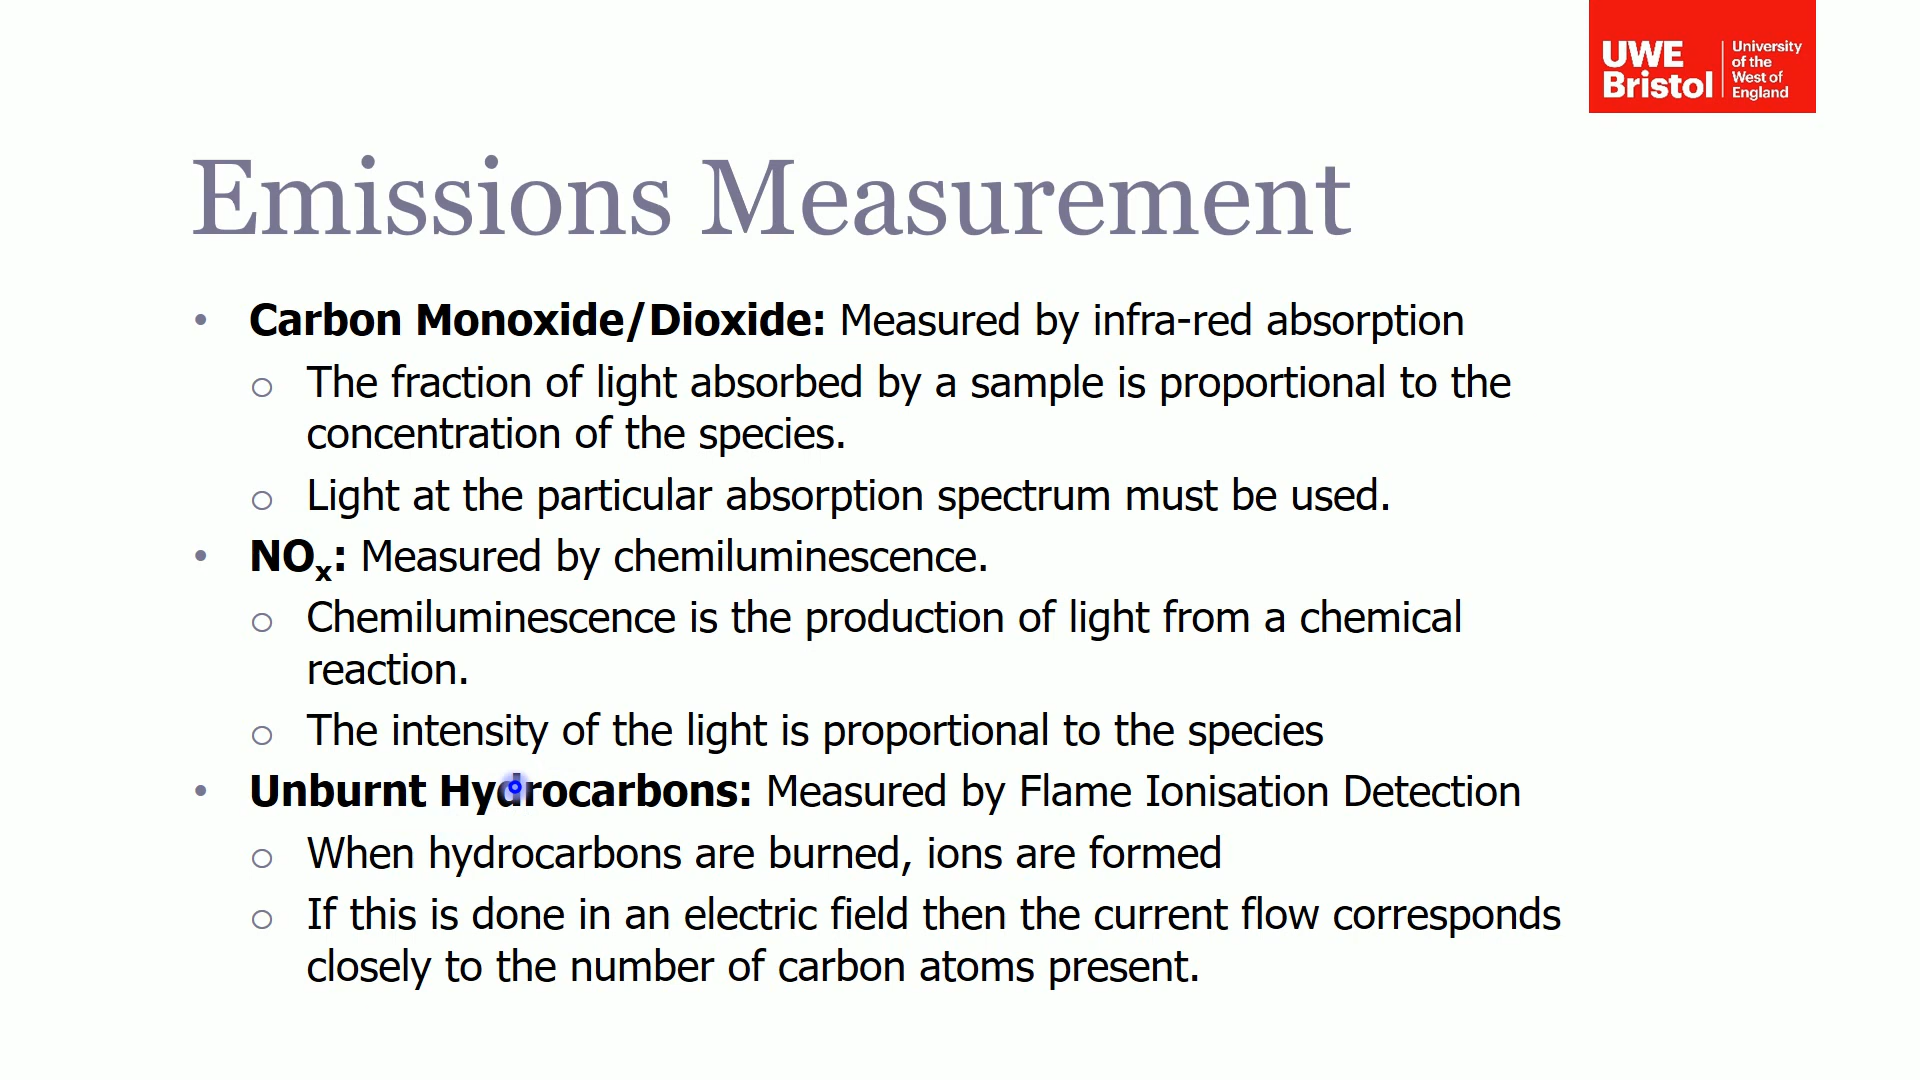 UWE
Bristol
University
of the
West of
England
Emissions Measurement
• Carbon Monoxide/Dioxide: Measured by infra-red absorption
o The fraction of light absorbed by a sample is proportional to the
concentration of the species.
o Light at the particular absorption spectrum must be used.
• NOx: Measured by chemiluminescence.
o Chemiluminescence is the production of light from a chemical
reaction.
o The intensity of the light is proportional to the species
• Unburnt Hydrocarbons: Measured by Flame Ionisation Detection
o When hydrocarbons are burned, ions are formed
o If this is done in an electric field then the current flow corresponds
closely to the number of carbon atoms present.